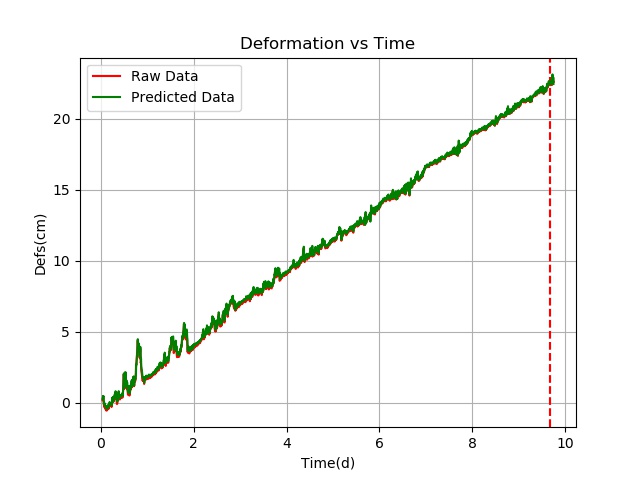 Deformation vs Time
Raw Data
Predicted Data
Defs(cm)
20
15
10
5
0
0 2 4 6 8 10
Time(d)